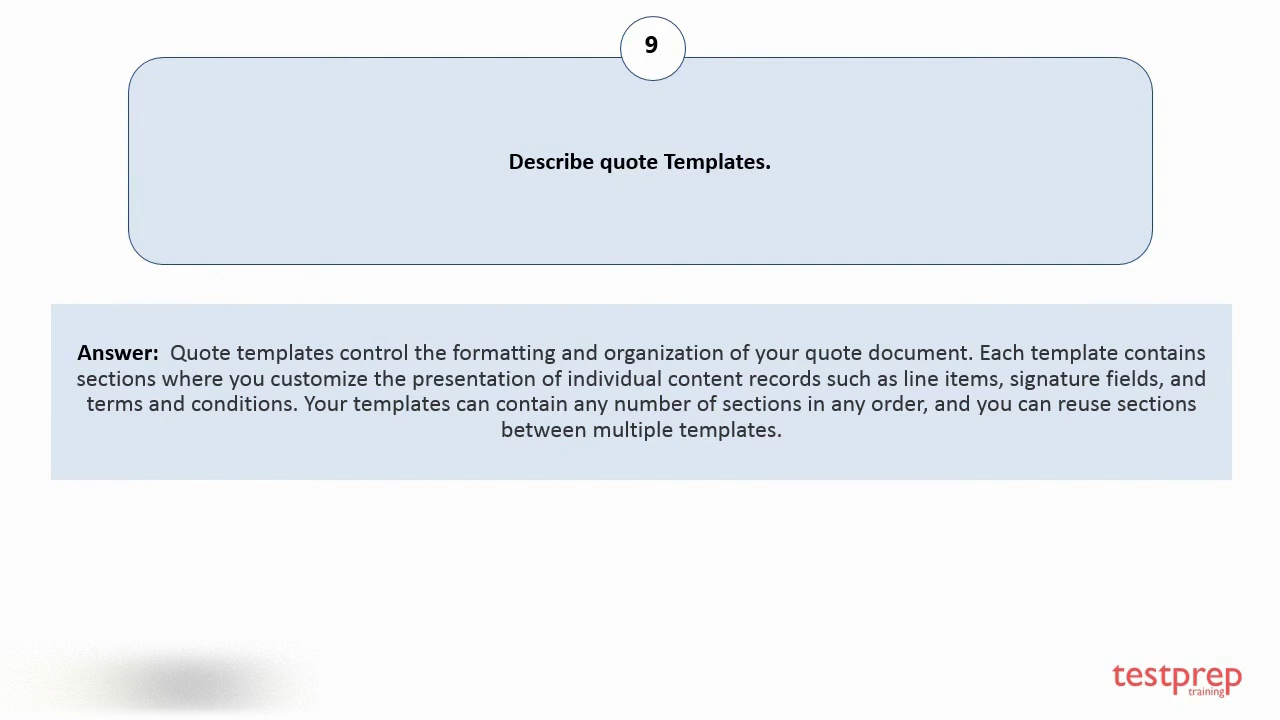 9
Describe quote Templates.
Answer: Quote templates control the formatting and organization of your quote document. Each template contains
sections where you customize the presentation of individual content records such as line items, signature fields, and
terms and conditions. Your templates can contain any number of sections in any order, and you can reuse sections
between multiple templates.
testprep
training